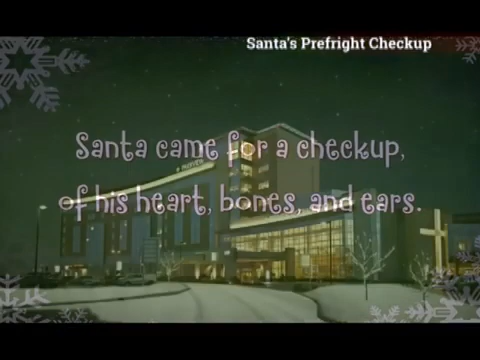 Santa's Prefright Checkup
Santa came for a checkup,
of his heart, bones, and ears.